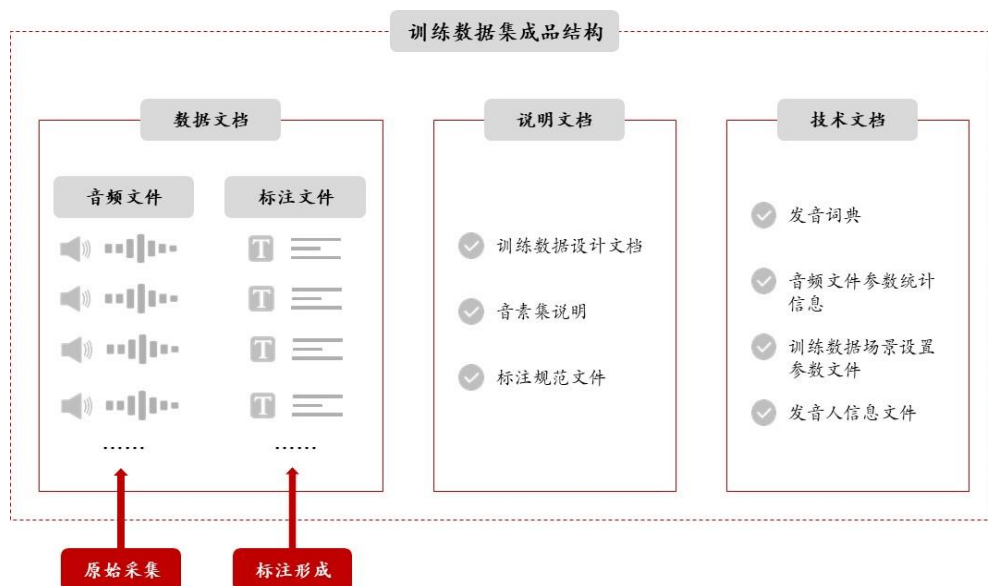 训练数据集成品结构
数据文档
说明文档
技术文档
音频文件
标注文件
T
T
T
T
……
……
训练数据设计文档
音素集说明
标注规范文件
发音词典
音频文件参数统计
信息
训练数据场景设置
参数文件
发音人信息文件
原始采集
标注形成